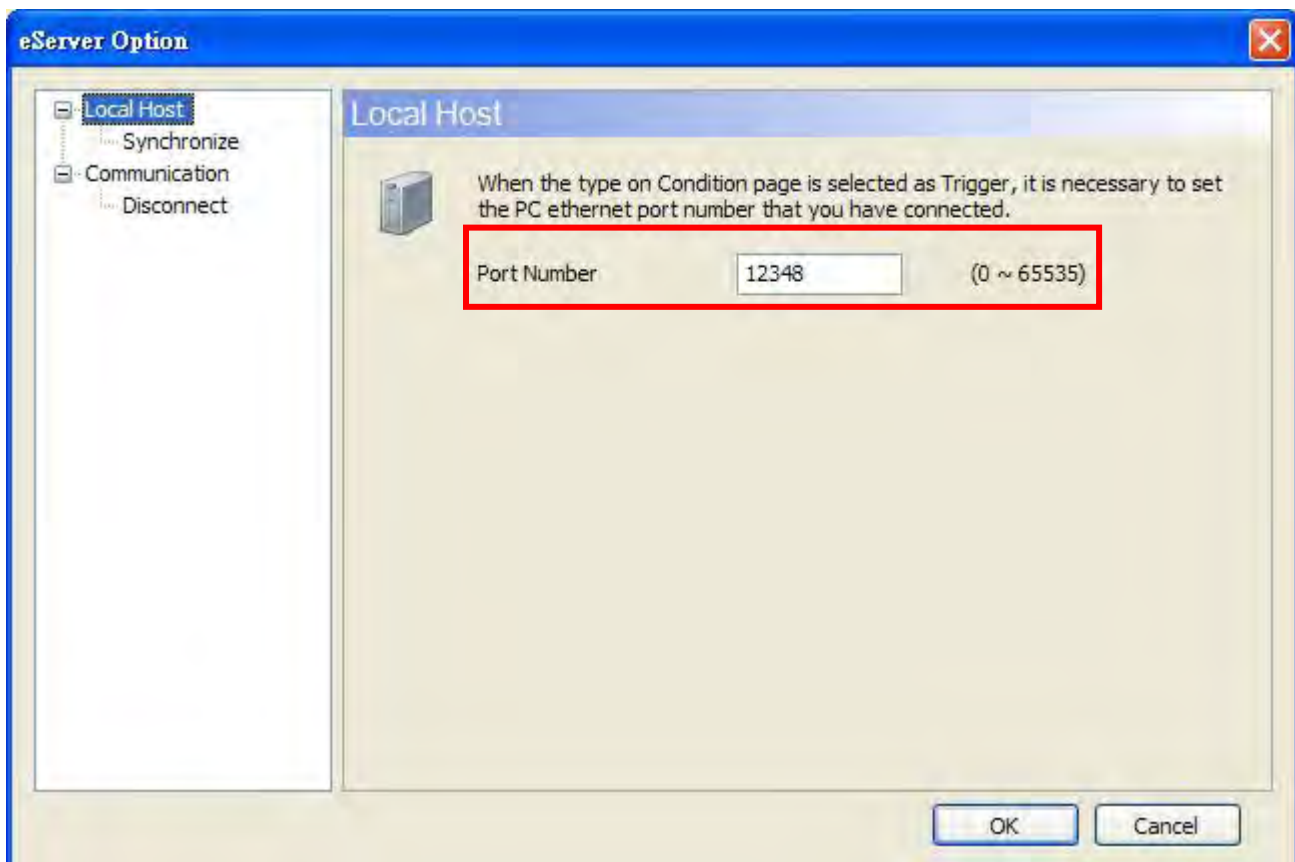 eServer Option
Local Host
Synchronize
Communication
Disconnect
Local Host
When the type on Condition page is selected as Trigger, it is necessary to set
the PC ethernet port number that you have connected.
Port Number 12348 (0 ~ 65535)
OK Cancel